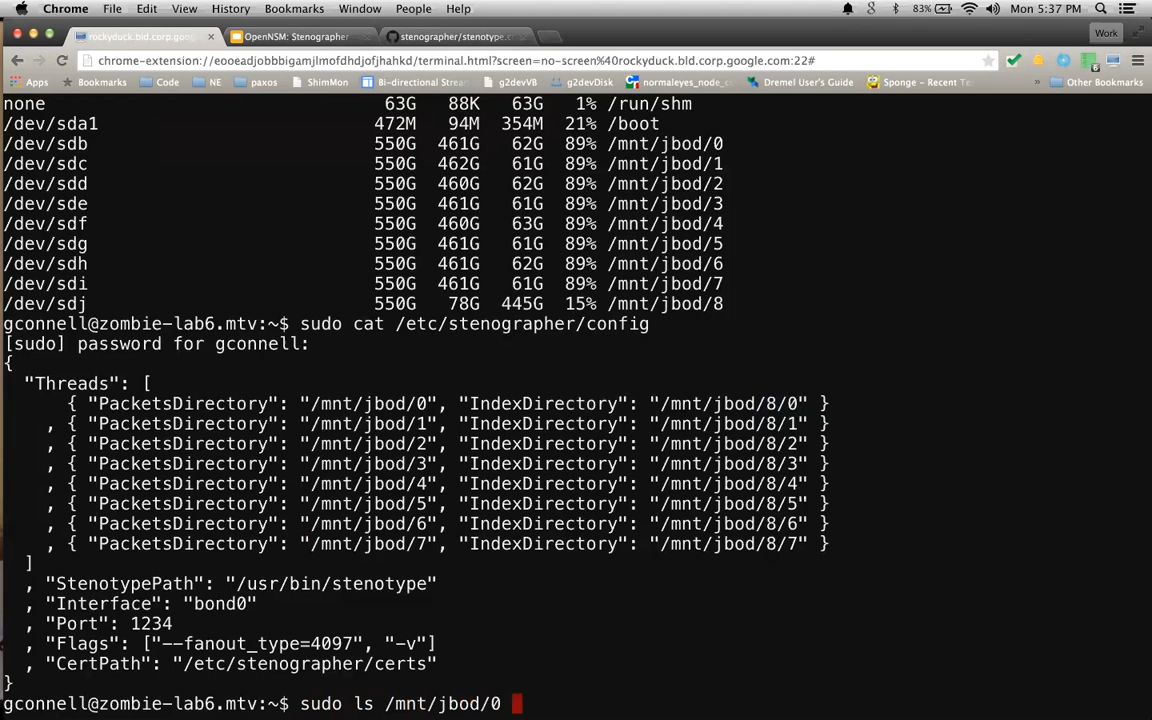 Chrome File Edit View History Bookmarks Window People Help 83% Mon 5:37 PM
rockyduck.bld.corp.goo OpenNSM: Stenographer stenographer/stenotype.c Work
chrome-extension://eooeadjobbbigamjlmofdhdjofjhahkd/terminal.html?screen=no-screen%40rockyduck.bld.corp.google.com:22#
Apps Bookmarks Code NE paxos ShimMon Bi-directional Strea g2devVB g2devDisk normaleyes_node_c Dremel User Guide Sponge - NE Recent T » Other Bookmarks
none 63G 88K 63G 1% /run/shm
/dev/sda1 472M 94M 354M 21% /boot
/dev/sdb 550G 461G 62G 89% /mnt/jbod/0
/dev/sdc 550G 462G 61G 89% /mnt/jbod/1
/dev/sdd 550G 460G 62G 89% /mnt/jbod/2
/dev/sde 550G 461G 61G 89% /mnt/jbod/3
/dev/sdf 550G 460G 63G 89% /mnt/jbod/4
/dev/sdg 550G 461G 61G 89% /mnt/jbod/5
/dev/sdh 550G 461G 62G 89% /mnt/jbod/6
/dev/sdi 550G 461G 61G 89% /mnt/jbod/7
/dev/sdj 550G 78G 445G 15% /mnt/jbod/8
gconnell@zombie-lab6.mtv:~$ sudo cat /etc/stenographer/config
[sudo] password for gconnell:
{
"Threads": [
{ "PacketsDirectory": "/mnt/jbod/0", "IndexDirectory": "/mnt/jbod/8/0" }
, { "PacketsDirectory": "/mnt/jbod/1", "IndexDirectory": "/mnt/jbod/8/1" }
, { "PacketsDirectory": "/mnt/jbod/2", "IndexDirectory": "/mnt/jbod/8/2" }
, { "PacketsDirectory": "/mnt/jbod/3", "IndexDirectory": "/mnt/jbod/8/3" }
, { "PacketsDirectory": "/mnt/jbod/4", "IndexDirectory": "/mnt/jbod/8/4" }
, { "PacketsDirectory": "/mnt/jbod/5", "IndexDirectory": "/mnt/jbod/8/5" }
, { "PacketsDirectory": "/mnt/jbod/6", "IndexDirectory": "/mnt/jbod/8/6" }
, { "PacketsDirectory": "/mnt/jbod/7", "IndexDirectory": "/mnt/jbod/8/7" }
]
, "StenotypePath": "/usr/bin/stenotype"
, "Interface": "bond0"
, "Port": 1234
, "Flags": ["--fanout_type=4097", "-v"]
, "CertPath": "/etc/stenographer/certs"
}
gconnell@zombie-lab6.mtv:~$ sudo ls /mnt/jbod/0